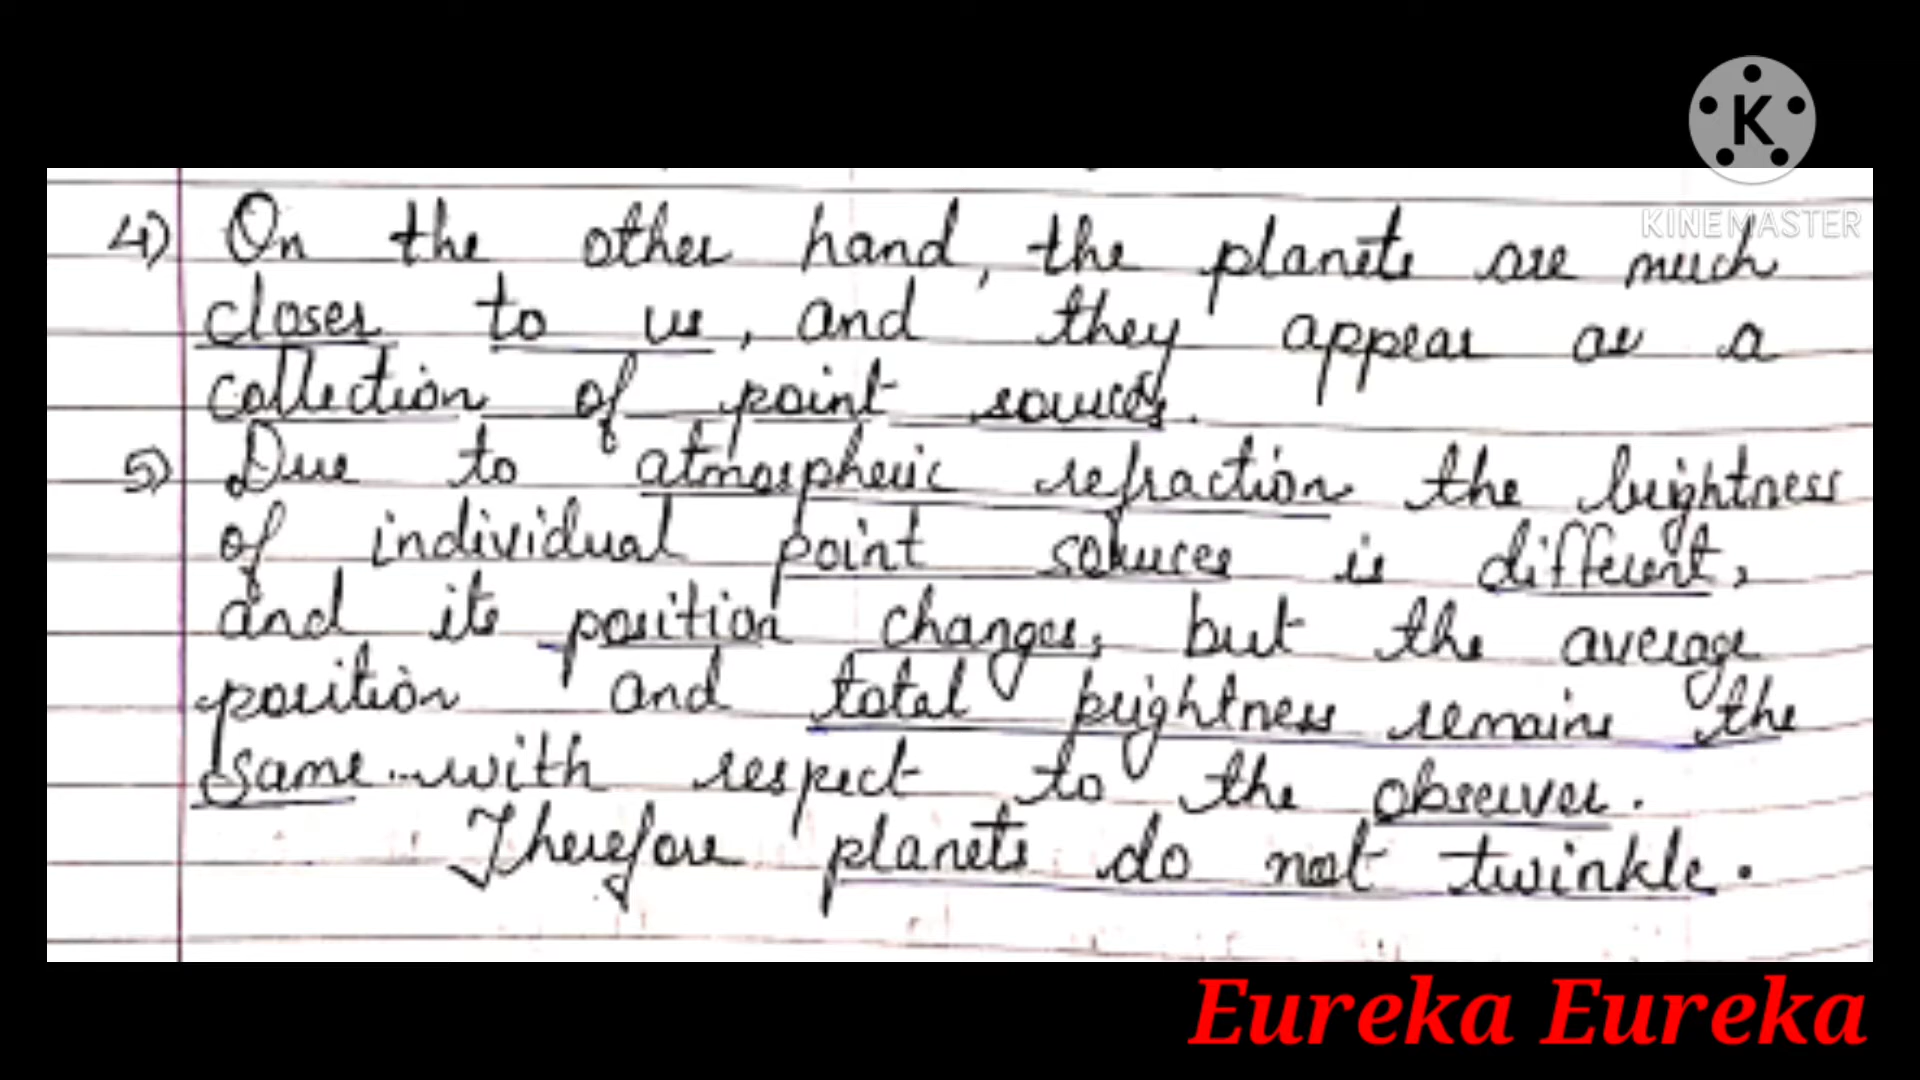 K
KINEMASTER
4) On the other hand, the planets are much
closer to us, and they appear as a
collection of point sources.
5) Due to atmospheric refraction the brightness
of individual point sources is different,
and its position changes, but the average
position and total brightness remains the
same with respect to the observer.
Therefore planets do not twinkle.
Eureka Eureka